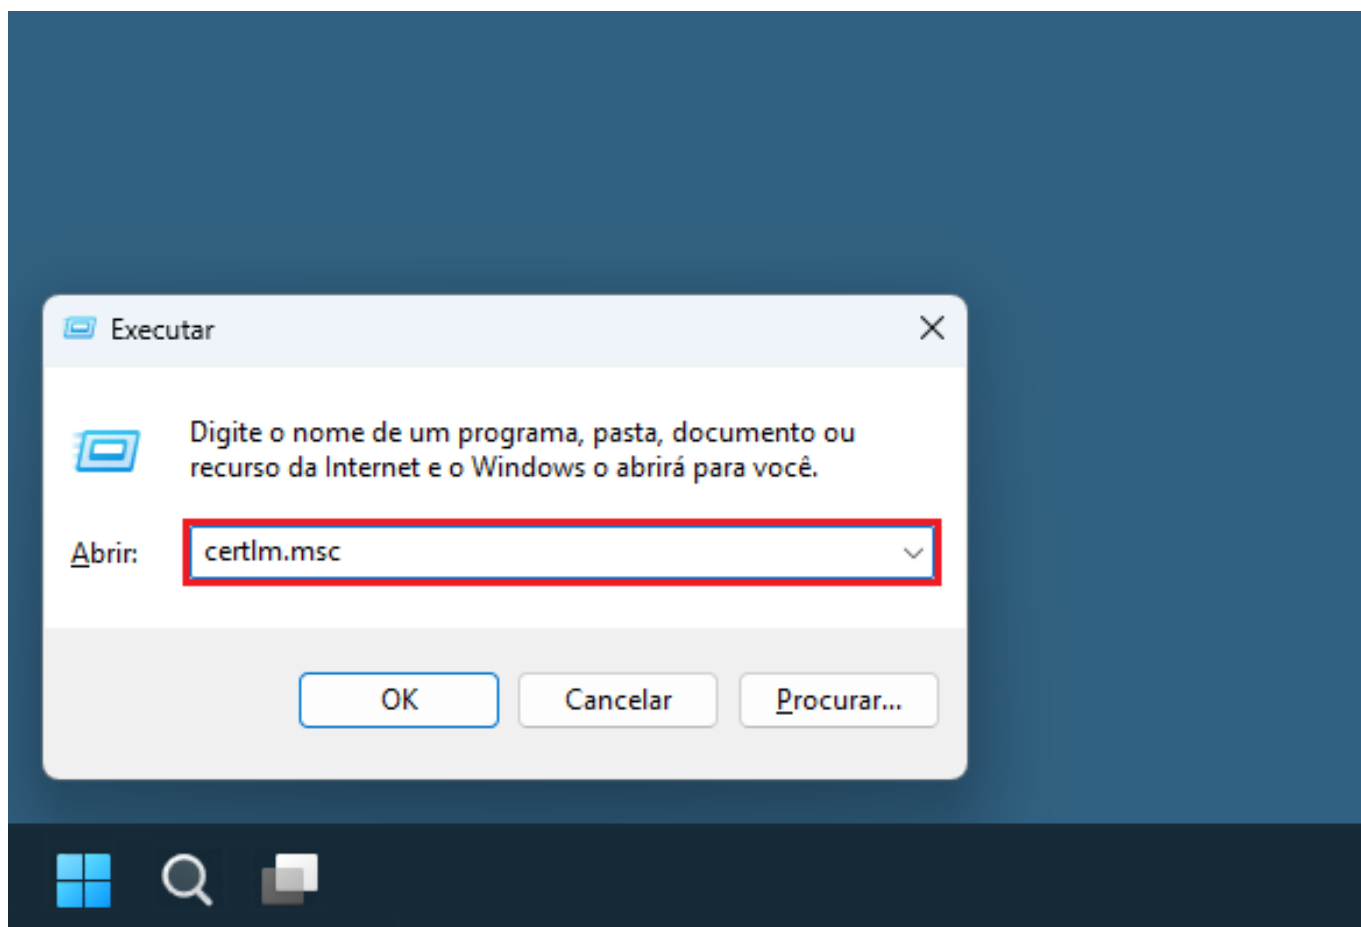 Executar
Digite o nome de um programa, pasta, documento ou
recurso da Internet e o Windows o abrirá para você.
Abrir: certlm.msc
OK Cancelar Procurar...